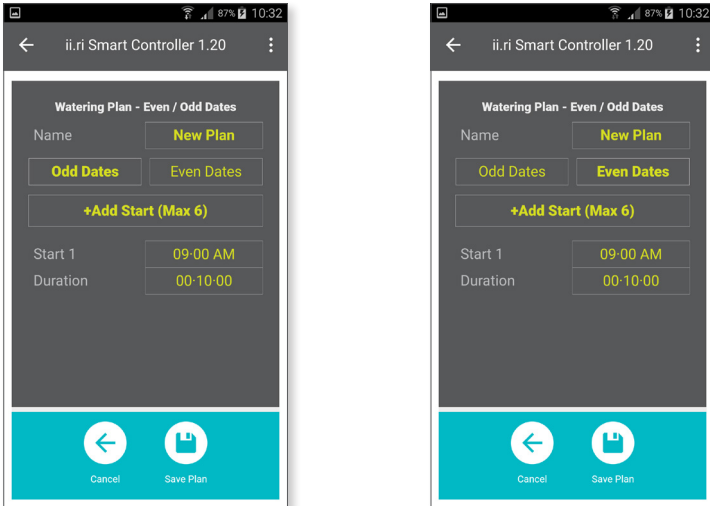 87% 10:32
ii.ri Smart Controller 1.20
Watering Plan - Even / Odd Dates
Name New Plan
Odd Dates Even Dates
+Add Start (Max 6)
Start 1 09·00 AM
Duration 00·10·00
Cancel Save Plan
87% 10:32
ii.ri Smart Controller 1.20
Watering Plan - Even / Odd Dates
Name New Plan
Odd Dates Even Dates
+Add Start (Max 6)
Start 1 09·00 AM
Duration 00·10·00
Cancel Save Plan